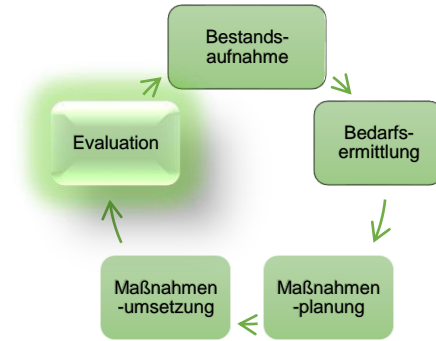 Bestands-
aufnahme
Bedarfs-
ermittlung
Maßnahmen
-planung
Maßnahmen
-umsetzung
Evaluation